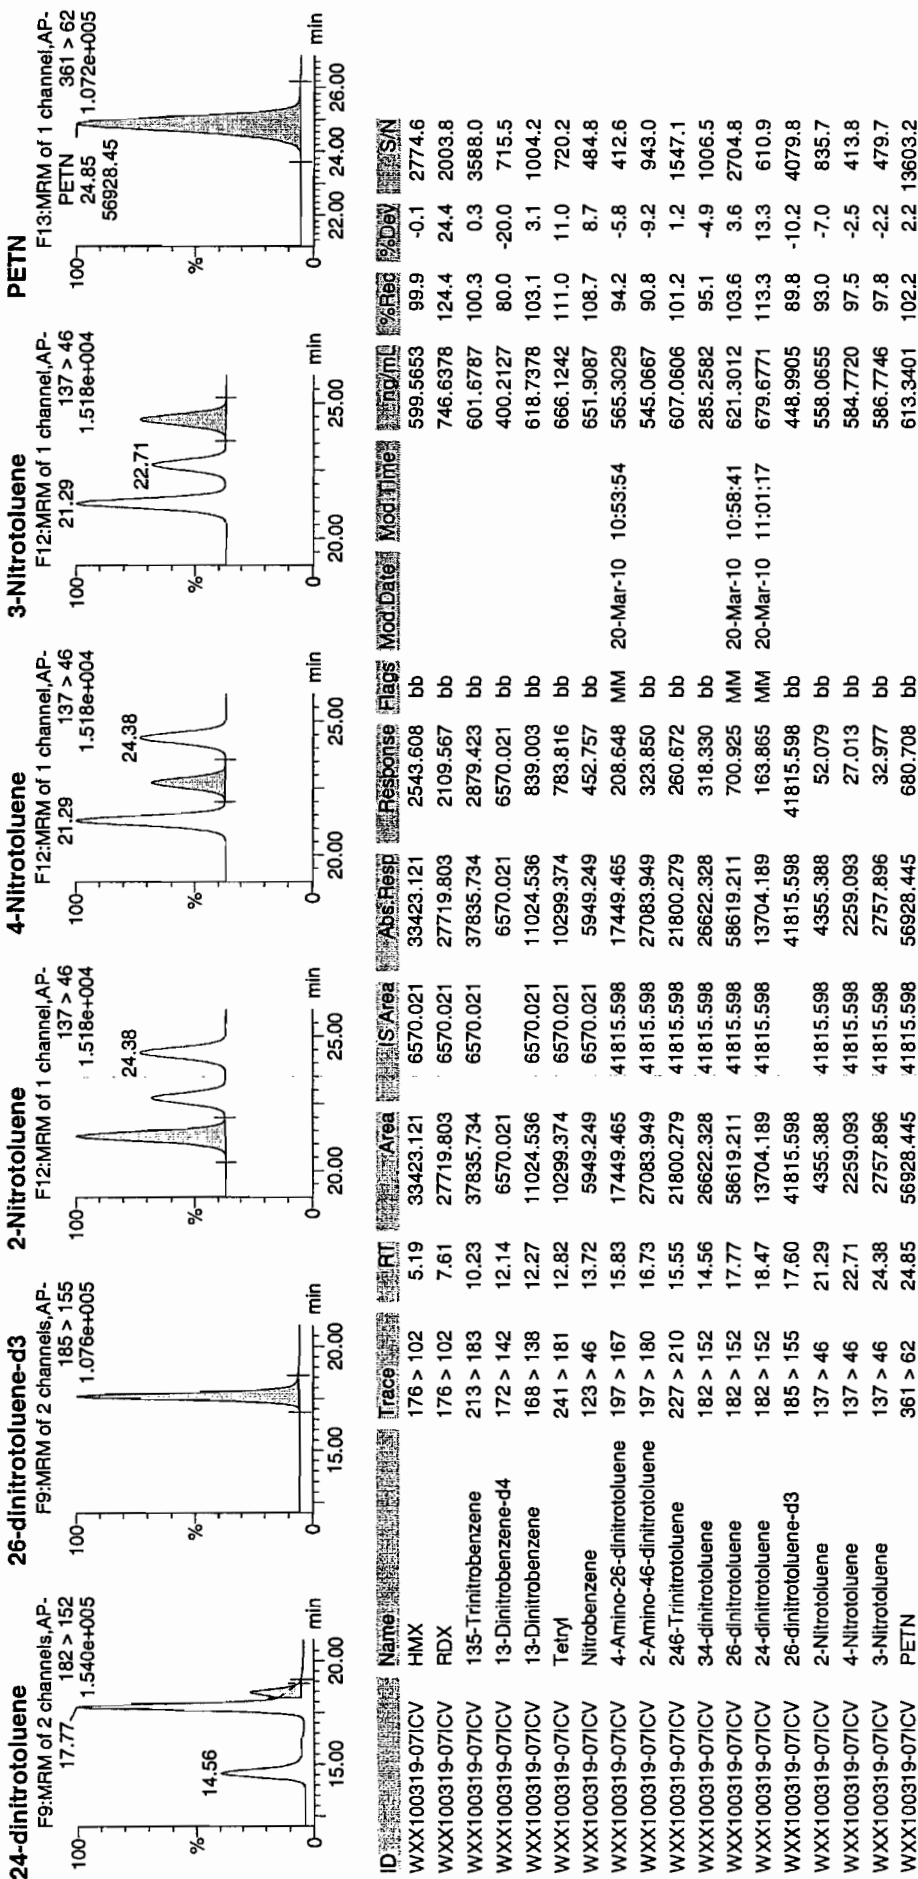 24-dinitrotoluene
F9:MRM of 2 channels,AP-
182 > 152
1.540e+005
17.77
14.56
100
%
0
15.00 20.00 min
26-dinitrotoluene-d3
F9:MRM of 2 channels,AP-
185 > 155
1.076e+005
100
%
0
15.00 20.00 min
2-Nitrotoluene
F12:MRM of 1 channel,AP-
137 > 46
1.518e+004
24.38
100
%
0
20.00 25.00 min
4-Nitrotoluene
F12:MRM of 1 channel,AP-
137 > 46
1.518e+004
21.29
24.38
100
%
0
20.00 25.00 min
3-Nitrotoluene
F12:MRM of 1 channel,AP-
137 > 46
1.518e+004
21.29
22.71
100
%
0
20.00 25.00 min
PETN
F13:MRM of 1 channel,AP-
361 > 62
1.072e+005
PETN
24.85
56928.45
100
%
0
22.00 24.00 26.00 min
ID Name Trace RT Area IS Area Abs.Resp Response Flags Mod.Date Mod.Time ng/mL %Rec %Dev S/N
WXX100319-07ICV HMX 176 > 102 5.19 33423.121 6570.021 33423.121 2543.608 bb 599.5653 99.9 -0.1 2774.6
WXX100319-07ICV RDX 176 > 102 7.61 27719.803 6570.021 27719.803 2109.567 bb 746.6378 124.4 24.4 2003.8
WXX100319-07ICV 135-Trinitrobenzene 213 > 183 10.23 37835.734 6570.021 37835.734 2879.423 bb 601.6787 100.3 0.3 3588.0
WXX100319-07ICV 13-Dinitrobenzene-d4 172 > 142 12.14 6570.021 6570.021 6570.021 bb 400.2127 80.0 -20.0 715.5
WXX100319-07ICV 13-Dinitrobenzene 168 > 138 12.27 11024.536 6570.021 11024.536 839.003 bb 618.7378 103.1 3.1 1004.2
WXX100319-07ICV Tetryl 241 > 181 12.82 10299.374 6570.021 10299.374 783.816 bb 666.1242 111.0 11.0 720.2
WXX100319-07ICV Nitrobenzene 123 > 46 13.72 5949.249 6570.021 5949.249 452.757 bb 651.9087 108.7 8.7 484.8
WXX100319-07ICV 4-Amino-26-dinitrotoluene 197 > 167 15.83 17449.465 41815.598 17449.465 208.648 MM 20-Mar-10 10:53:54 565.3029 94.2 -5.8 412.6
WXX100319-07ICV 2-Amino-46-dinitrotoluene 197 > 180 16.73 27083.949 41815.598 27083.949 323.850 bb 545.0667 90.8 -9.2 943.0
WXX100319-07ICV 246-Trinitrotoluene 227 > 210 15.55 21800.279 41815.598 21800.279 260.672 bb 607.0606 101.2 1.2 1547.1
WXX100319-07ICV 34-dinitrotoluene 182 > 152 14.56 26622.328 41815.598 26622.328 318.330 bb 285.2582 95.1 -4.9 1006.5
WXX100319-07ICV 26-dinitrotoluene 182 > 152 17.77 58619.211 41815.598 58619.211 700.925 MM 20-Mar-10 10:58:41 621.3012 103.6 3.6 2704.8
WXX100319-07ICV 24-dinitrotoluene 182 > 152 18.47 13704.189 41815.598 13704.189 163.865 MM 20-Mar-10 11:01:17 679.6771 113.3 13.3 610.9
WXX100319-07ICV 26-dinitrotoluene-d3 185 > 155 17.60 41815.598 41815.598 41815.598 bb 448.9905 89.8 -10.2 4079.8
WXX100319-07ICV 2-Nitrotoluene 137 > 46 21.29 4355.388 41815.598 4355.388 52.079 bb 558.0655 93.0 -7.0 835.7
WXX100319-07ICV 4-Nitrotoluene 137 > 46 22.71 2259.093 41815.598 2259.093 27.013 bb 584.7720 97.5 -2.5 413.8
WXX100319-07ICV 3-Nitrotoluene 137 > 46 24.38 2757.896 41815.598 2757.896 32.977 bb 586.7746 97.8 -2.2 479.7
WXX100319-07ICV PETN 361 > 62 24.85 56928.445 41815.598 56928.445 680.708 bb 613.3401 102.2 2.2 13603.2